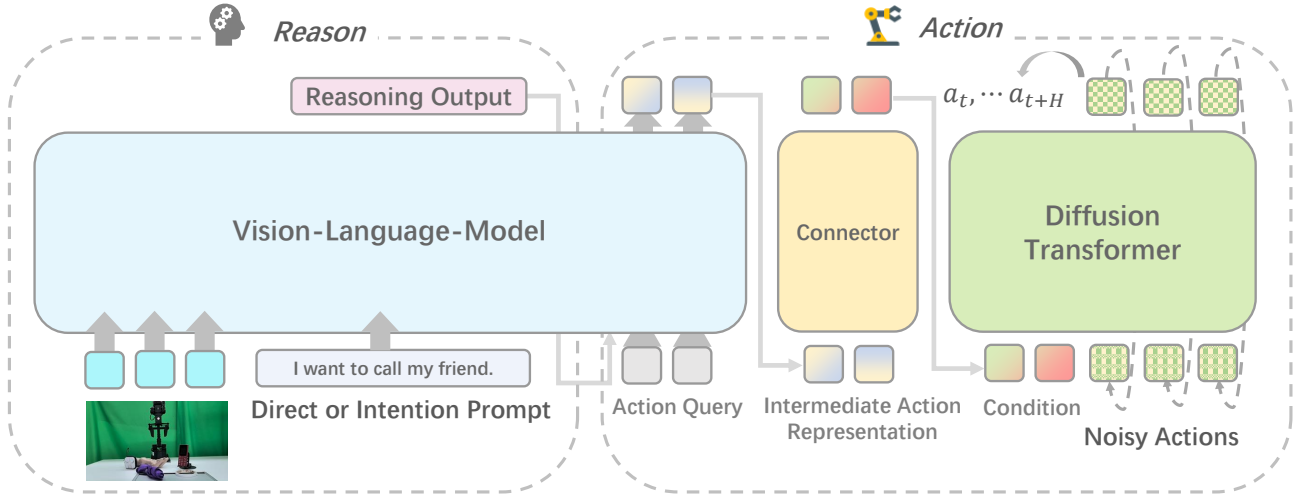 Reason
Action
Reasoning Output
a_t, ⋯ a_{t+H}
Vision-Language-Model
Connector
Diffusion
Transformer
I want to call my friend.
Direct or Intention Prompt
Action Query
Intermediate Action
Representation
Condition
Noisy Actions